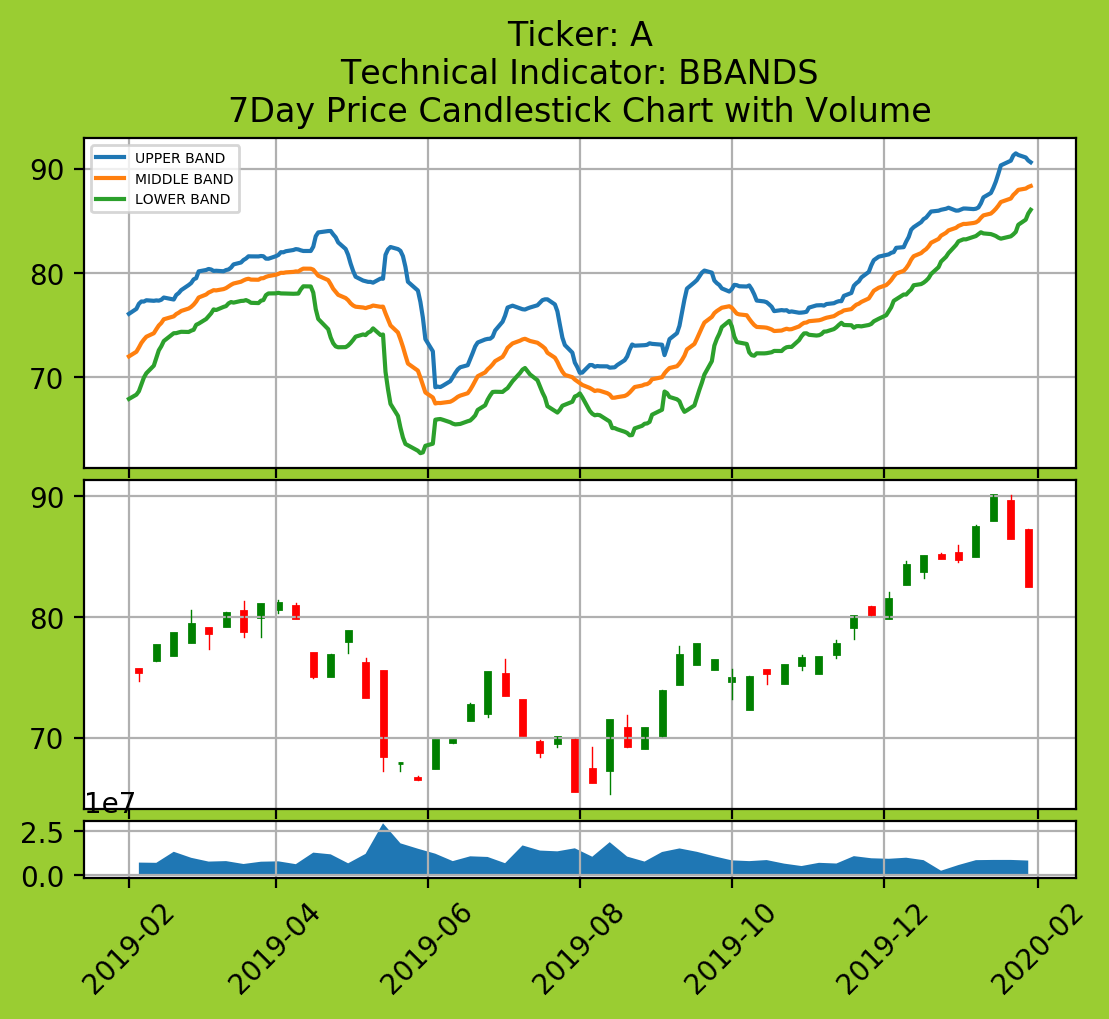 Ticker: A
Technical Indicator: BBANDS
7Day Price Candlestick Chart with Volume
UPPER BAND
MIDDLE BAND
LOWER BAND
90
80
70
90
80
70
1e7
2.5
0.0
2019-02
2019-04
2019-06
2019-08
2019-10
2019-12
2020-02